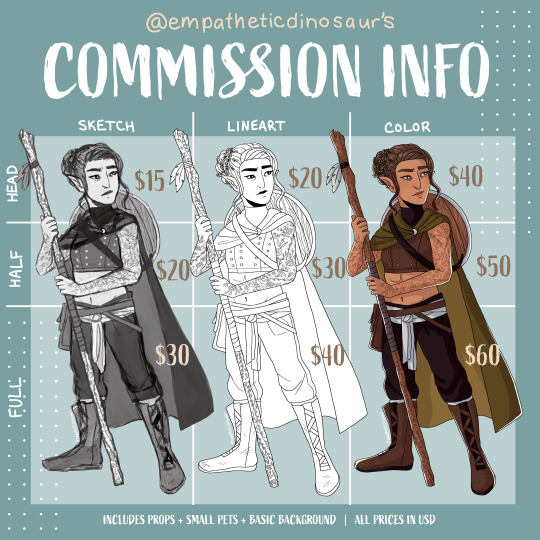 @empatheticdinosaur's
COMMISSION INFO
SKETCH LINEART COLOR
HEAD $15 $20 $40
HALF $20 $30 $50
FULL $30 $40 $60
INCLUDES PROPS + SMALL PETS + BASIC BACKGROUND | ALL PRICES IN USD